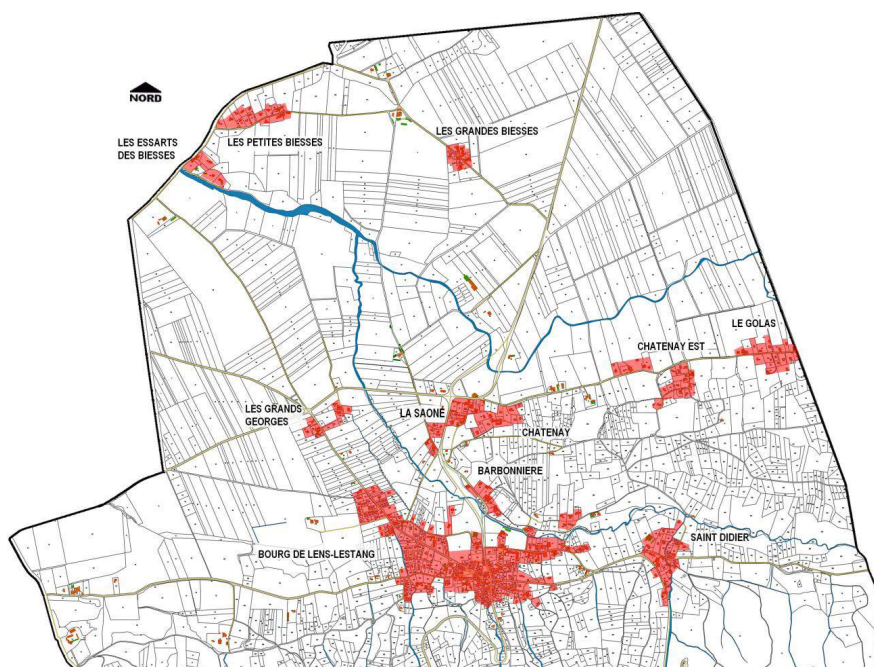 NORD
LES ESSARTS
DES BIESSES
LES PETITES BIESSES
LES GRANDES BIESSES
LE GOLAS
CHATENAY EST
LES GRANDS
GEORGES
LA SAONE
CHATENAY
BARBONNIERE
BOURG DE LENS-LESTANG
SAINT DIDIER